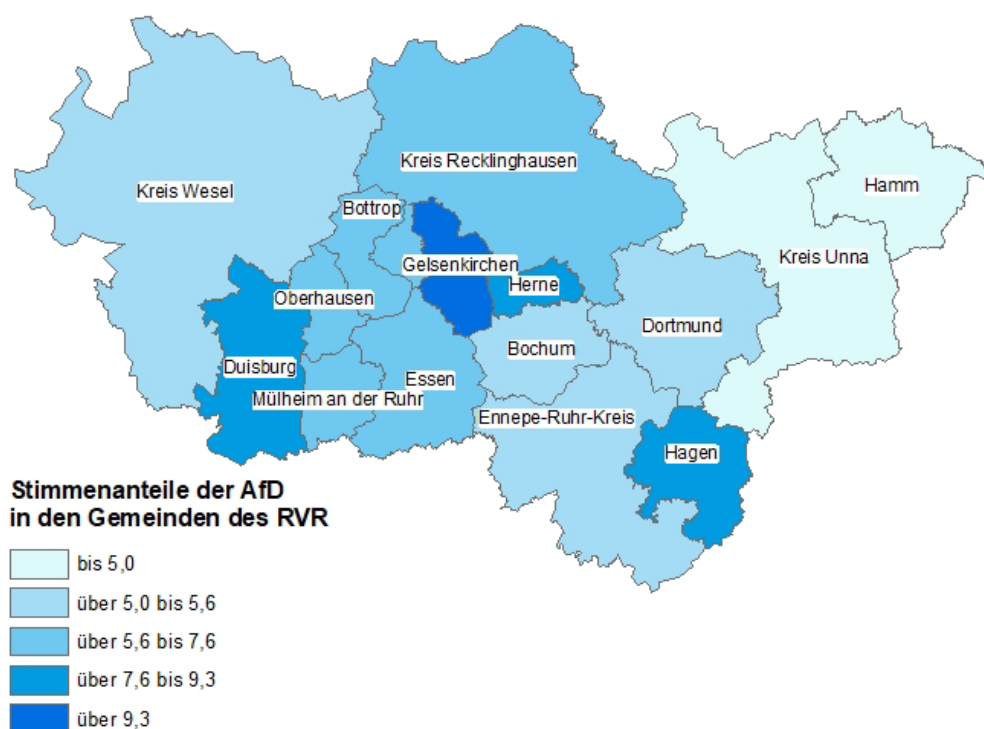 Kreis Recklinghausen
Kreis Wesel
Hamm
Bottrop
Kreis Unna
Gelsenkirchen
Herne
Oberhausen
Dortmund
Bochum
Duisburg
Essen
Mülheim an der Ruhr
Ennepe-Ruhr-Kreis
Hagen
Stimmenanteile der AfD
in den Gemeinden des RVR
bis 5,0
über 5,0 bis 5,6
über 5,6 bis 7,6
über 7,6 bis 9,3
über 9,3